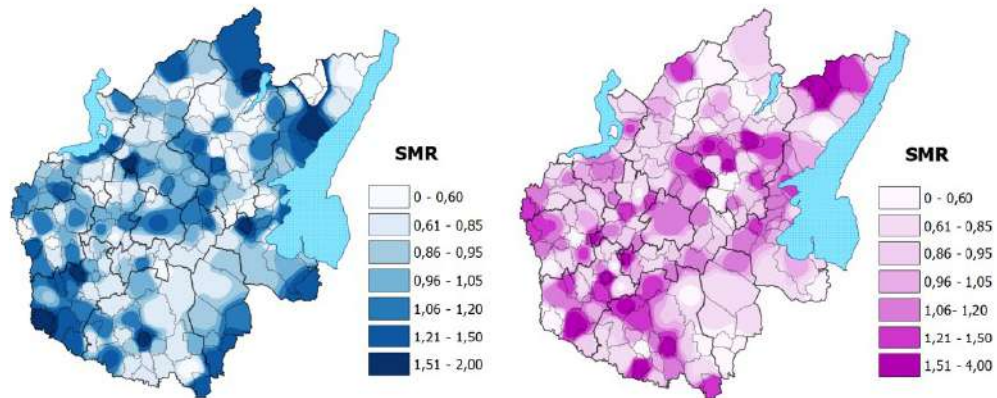 SMR
0 - 0,60
0,61 - 0,85
0,86 - 0,95
0,96 - 1,05
1,06 - 1,20
1,21 - 1,50
1,51 - 2,00
SMR
0 - 0,60
0,61 - 0,85
0,86 - 0,95
0,96 - 1,05
1,06- 1,20
1,21 - 1,50
1,51 - 4,00